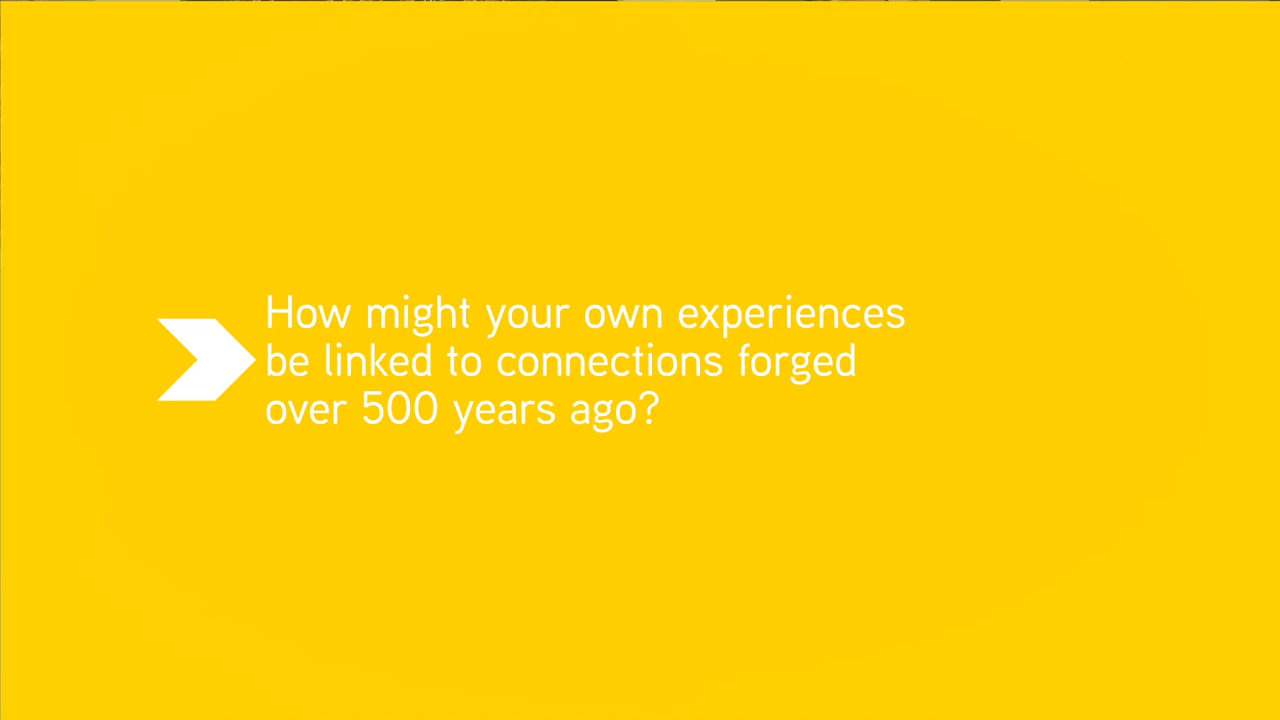 How might your own experiences
be linked to connections forged
over 500 years ago?